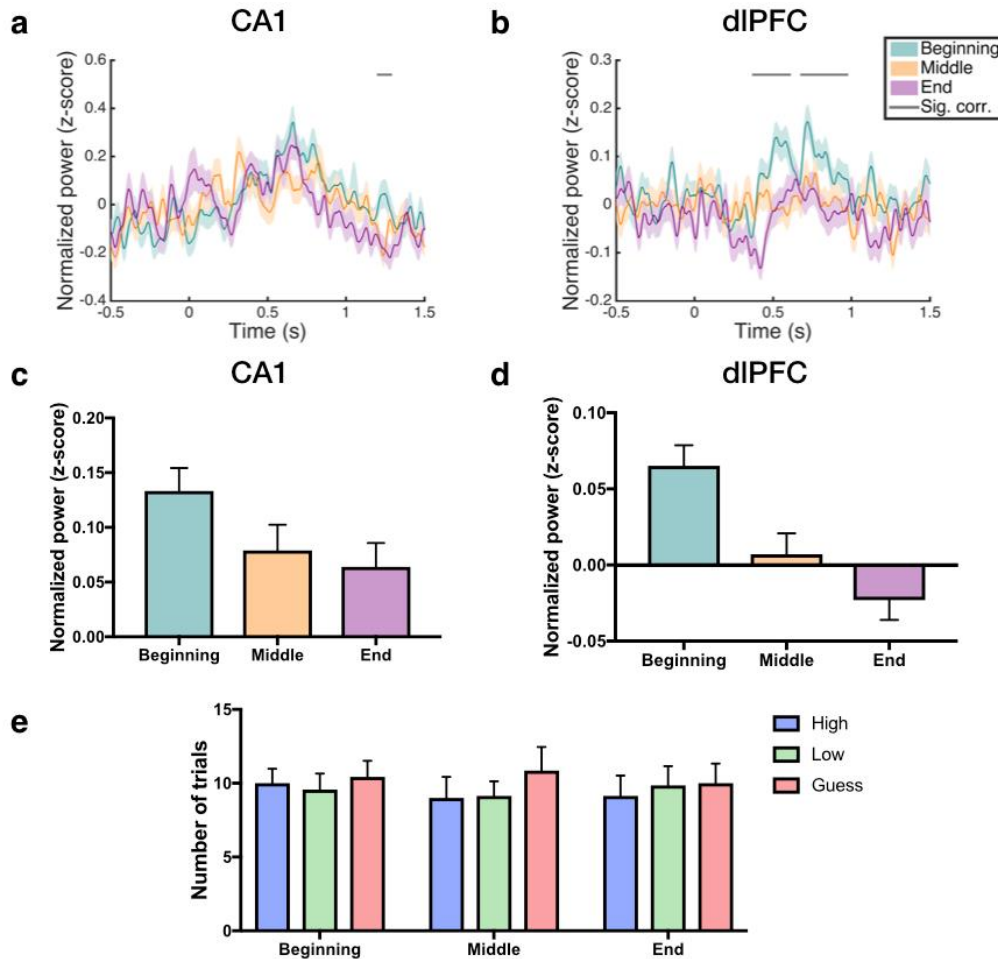 a
CA1
Normalized power (z-score)
0.6
0.4
0.2
0
-0.2
-0.4
-0.5
0
0.5
1
1.5
Time (s)
b
dlPFC
Normalized power (z-score)
0.3
0.2
0.1
0
-0.1
-0.2
-0.5
0
0.5
1
1.5
Time (s)
Beginning
Middle
End
Sig. corr.
c
CA1
Normalized power (z-score)
0.20
0.15
0.10
0.05
0.00
Beginning
Middle
End
d
dlPFC
Normalized power (z-score)
0.10
0.05
0.00
-0.05
Beginning
Middle
End
e
Number of trials
15
10
5
0
Beginning
Middle
End
High
Low
Guess